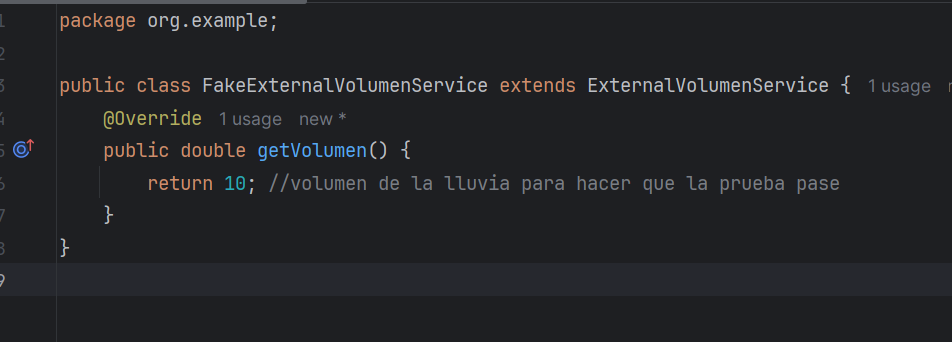 1 package org.example;
2
3 public class FakeExternalVolumenService extends ExternalVolumenService { 1 usage
4 @Override 1 usage new *
5 public double getVolumen() {
6 return 10; //volumen de la lluvia para hacer que la prueba pase
7 }
8 }
9